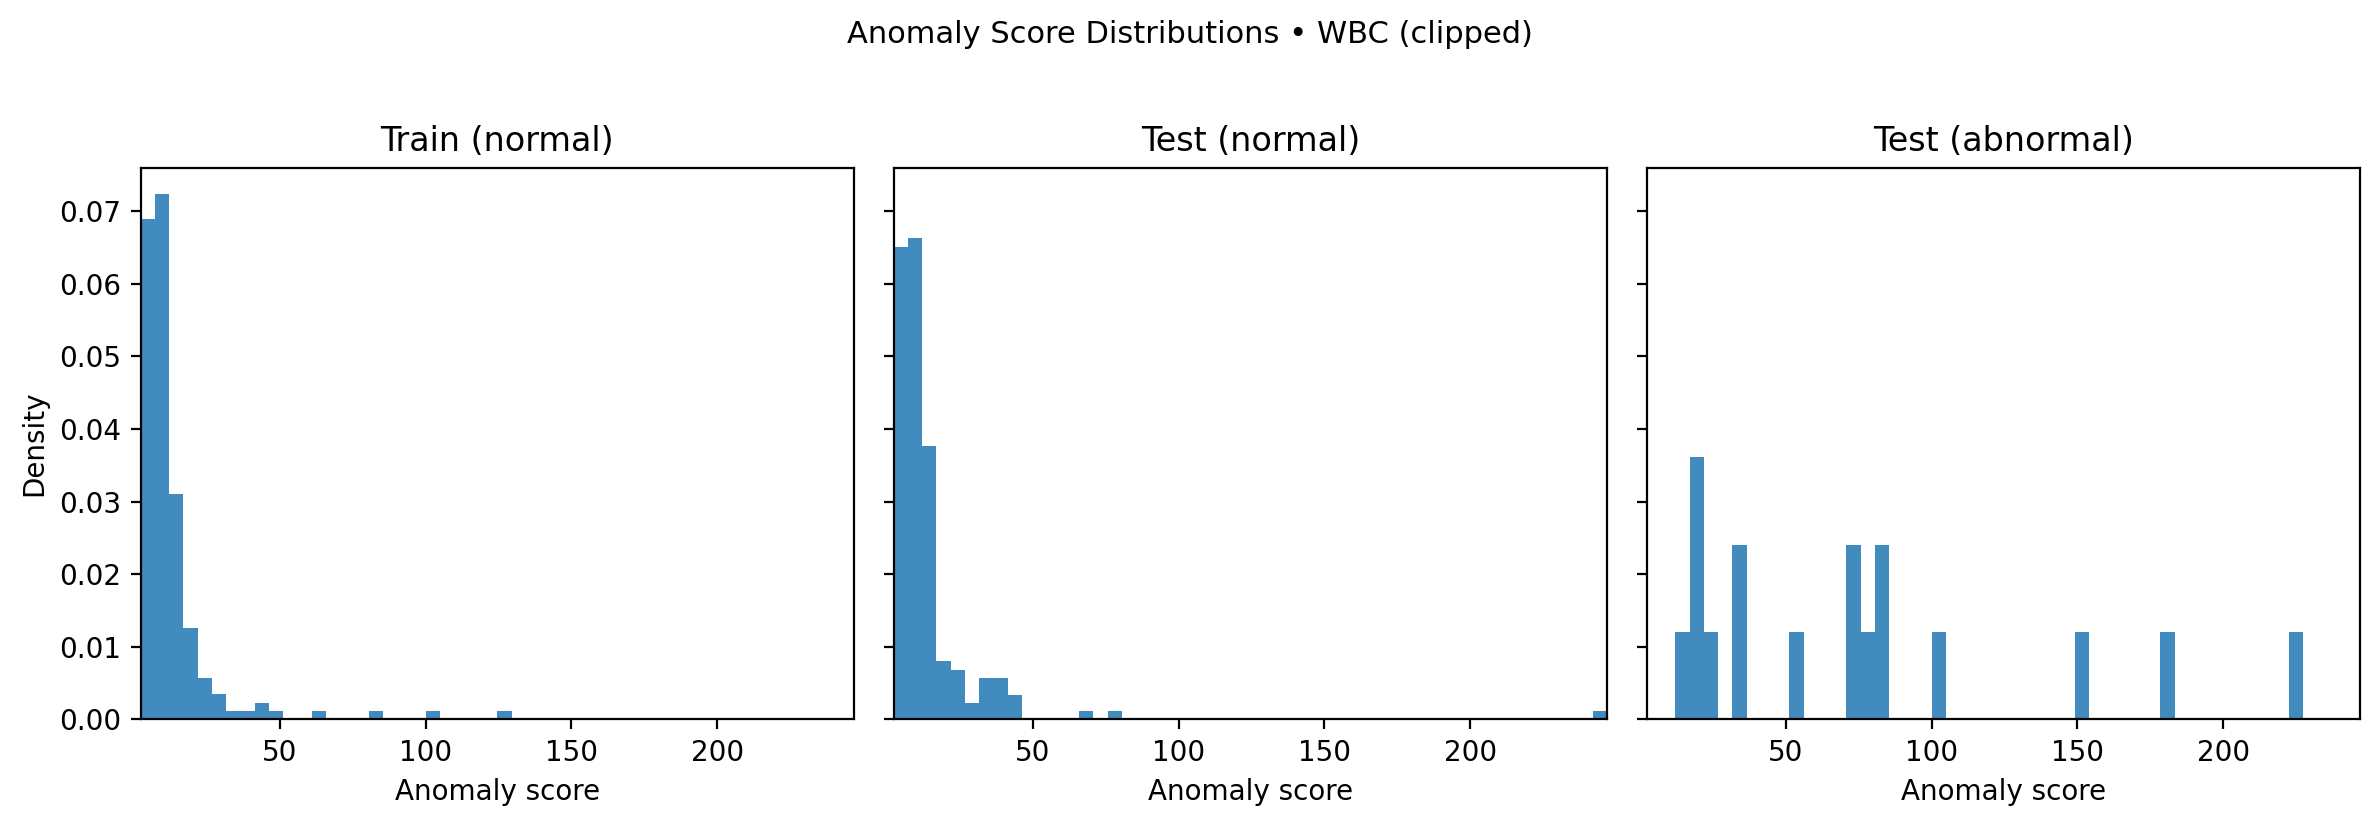 Anomaly Score Distributions • WBC (clipped)
Train (normal)
Test (normal)
Test (abnormal)
Density
0.07
0.06
0.05
0.04
0.03
0.02
0.01
0.00
50 100 150 200
50 100 150 200
50 100 150 200
Anomaly score
Anomaly score
Anomaly score